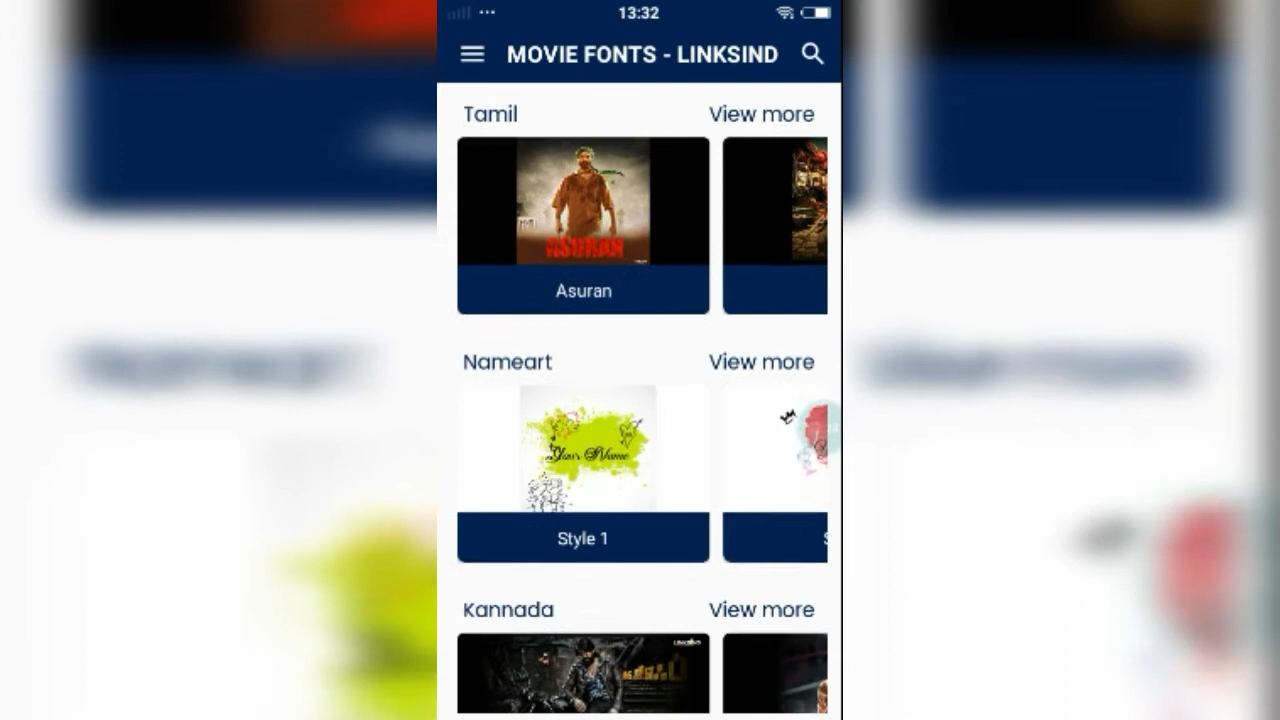 13:32
MOVIE FONTS - LINKSIND
Tamil View more
ASURAN
Asuran
Nameart View more
Your Name
Style 1
Kannada View more
LINKSIND